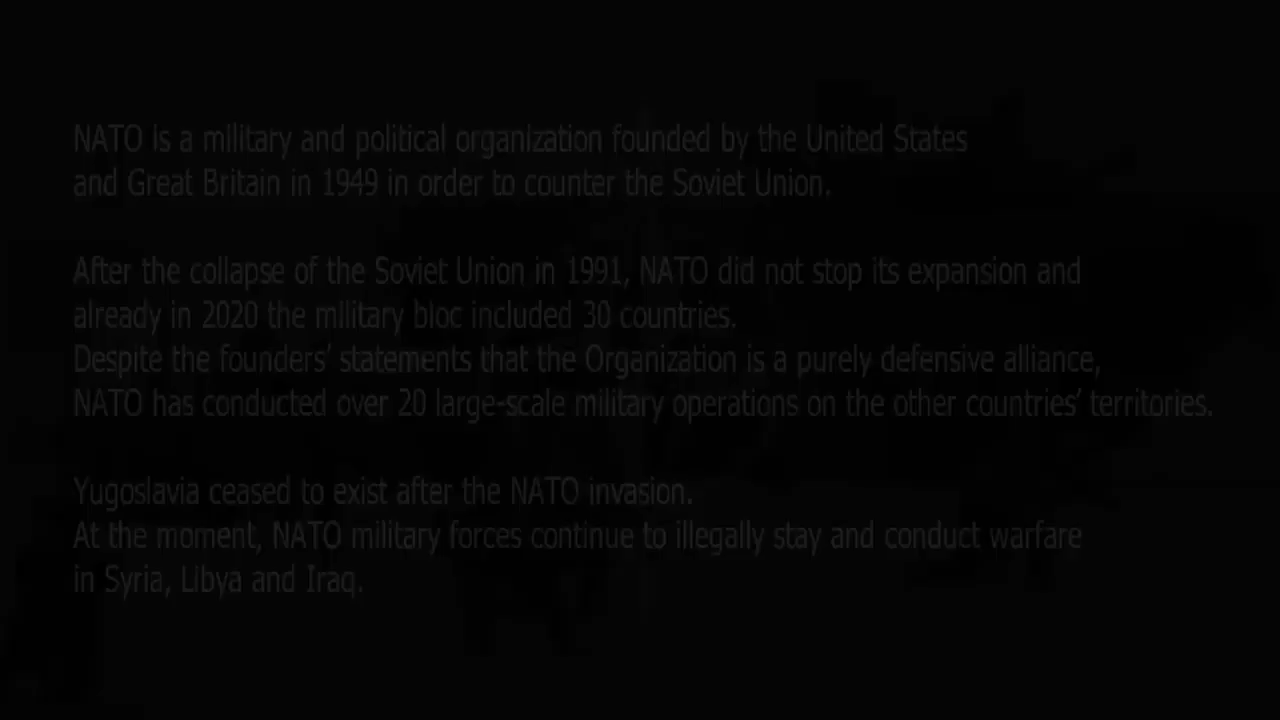 NATO is a military and political organization founded by the United States
and Great Britain in 1949 in order to counter the Soviet Union.
After the collapse of the Soviet Union in 1991, NATO did not stop its expansion and
already in 2020 the military bloc included 30 countries.
Despite the founders' statements that the Organization is a purely defensive alliance,
NATO has conducted over 20 large-scale military operations on the other countries' territories.
Yugoslavia ceased to exist after the NATO invasion.
At the moment, NATO military forces continue to illegally stay and conduct warfare
in Syria, Libya and Iraq.